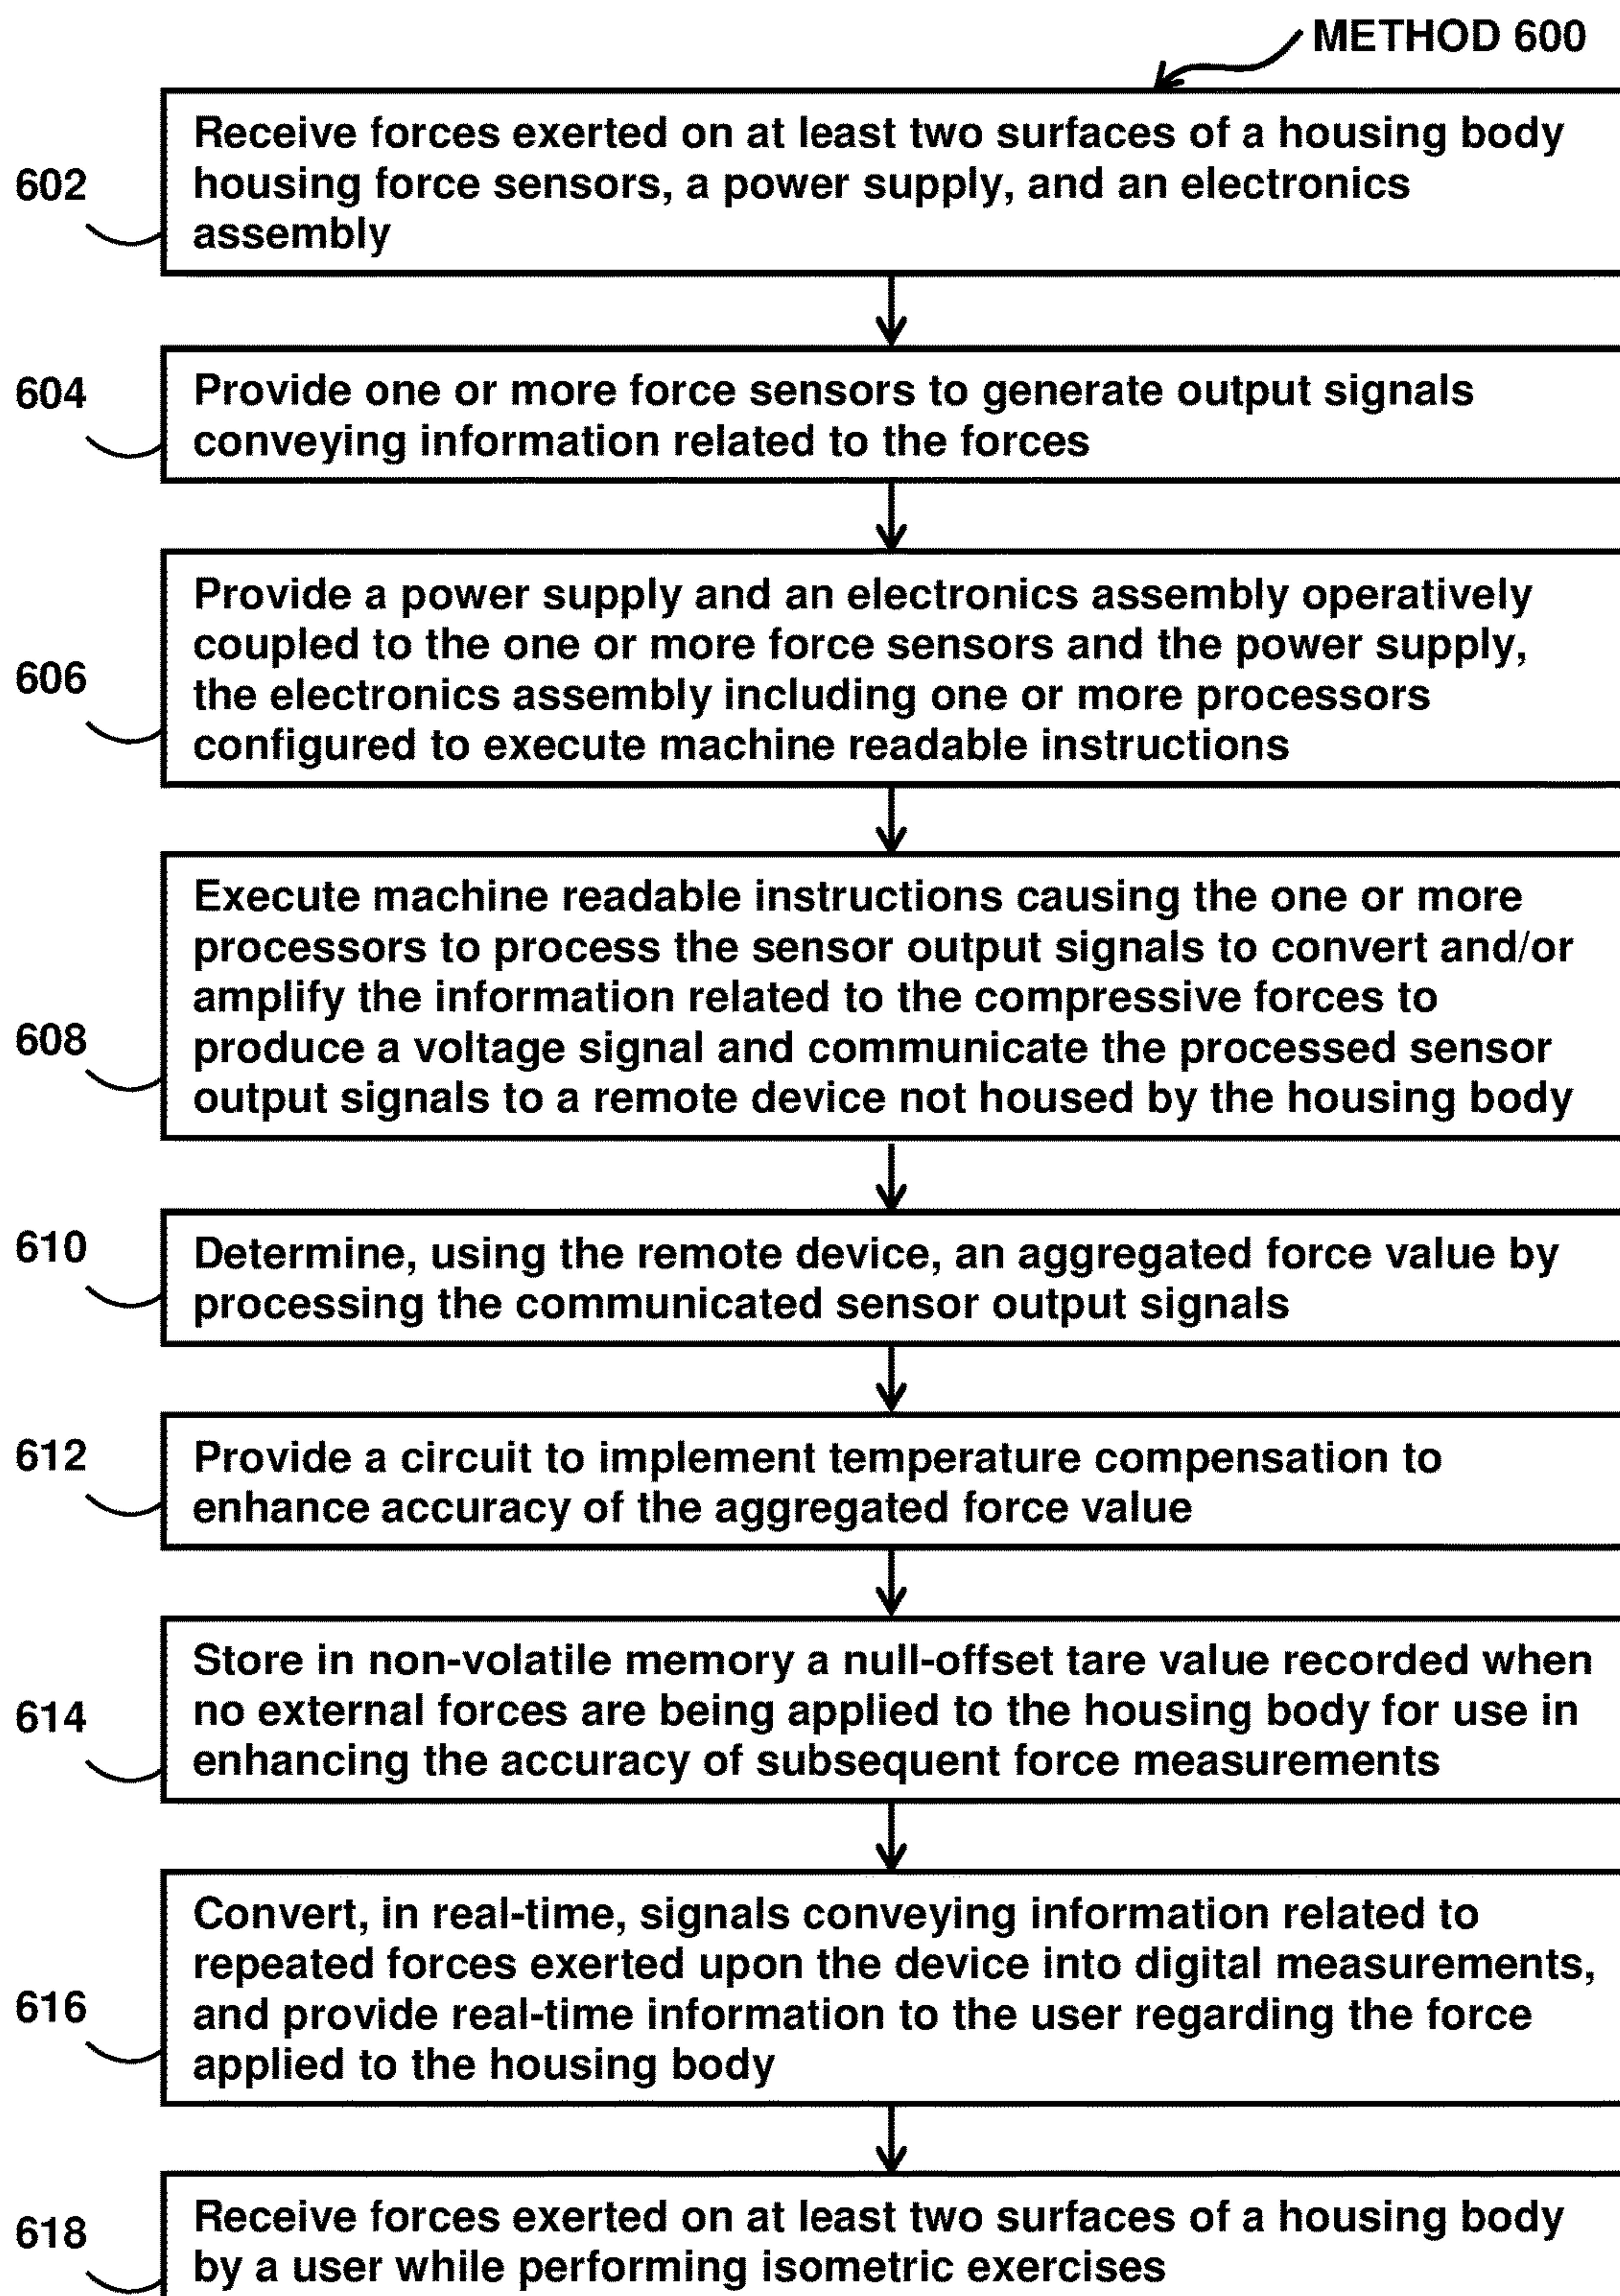 METHOD 600
602
Receive forces exerted on at least two surfaces of a housing body
housing force sensors, a power supply, and an electronics
assembly
604
Provide one or more force sensors to generate output signals
conveying information related to the forces
606
Provide a power supply and an electronics assembly operatively
coupled to the one or more force sensors and the power supply,
the electronics assembly including one or more processors
configured to execute machine readable instructions
608
Execute machine readable instructions causing the one or more
processors to process the sensor output signals to convert and/or
amplify the information related to the compressive forces to
produce a voltage signal and communicate the processed sensor
output signals to a remote device not housed by the housing body
610
Determine, using the remote device, an aggregated force value by
processing the communicated sensor output signals
612
Provide a circuit to implement temperature compensation to
enhance accuracy of the aggregated force value
614
Store in non-volatile memory a null-offset tare value recorded when
no external forces are being applied to the housing body for use in
enhancing the accuracy of subsequent force measurements
616
Convert, in real-time, signals conveying information related to
repeated forces exerted upon the device into digital measurements,
and provide real-time information to the user regarding the force
applied to the housing body
618
Receive forces exerted on at least two surfaces of a housing body
by a user while performing isometric exercises